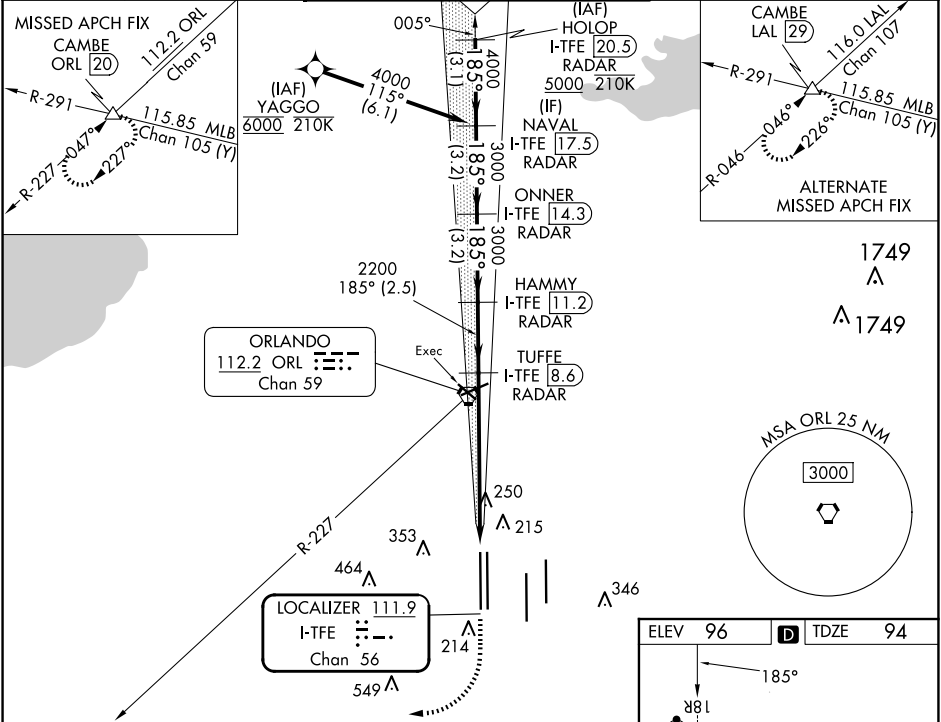 MISSED APCH FIX
CAMBE
ORL 20
112.2 ORL
Chan 59
R-291
115.85 MLB
Chan 105 (Y)
047°
227°
R-227
005°
(IAF)
HOLOP
I-TFE 20.5
RADAR
5000 210K
4000
185°
(3.1)
(IAF)
YAGGO
6000 210K
4000
115°
(6.1)
(IF)
NAVAL
I-TFE 17.5
RADAR
3000
185°
(3.2)
ONNER
I-TFE 14.3
RADAR
3000
185°
(3.2)
HAMMY
I-TFE 11.2
RADAR
2200
185° (2.5)
TUFFE
I-TFE 8.6
RADAR
CAMBE
LAL 29
116.0 LAL
Chan 107
R-291
115.85 MLB
Chan 105 (Y)
046°
226°
R-046
ALTERNATE
MISSED APCH FIX
1749
1749
ORLANDO
112.2 ORL
Chan 59
Exec
MSA ORL 25 NM
3000
R-227
250
215
353
464
346
LOCALIZER 111.9
I-TFE
Chan 56
214
549
ELEV 96 D TDZE 94
185°
18R